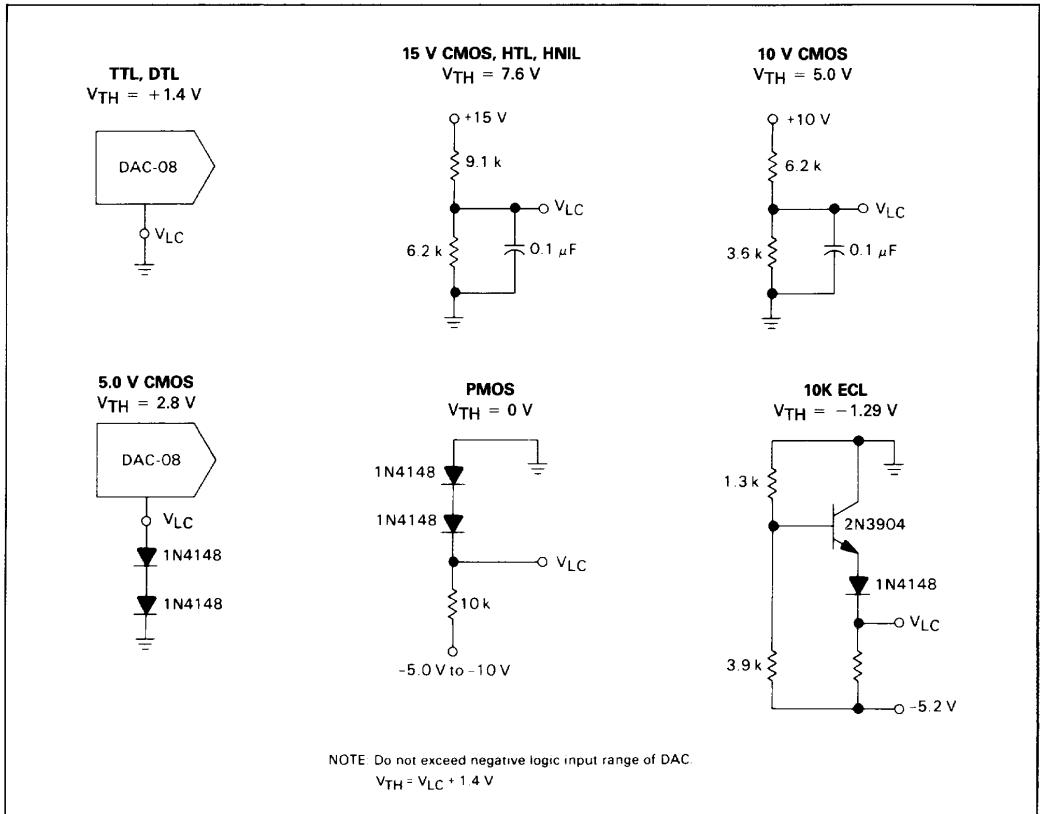 TTL, DTL
VTH = +1.4 V
DAC-08
VLC
15 V CMOS, HTL, HNIL
VTH = 7.6 V
+15 V
9.1 k
VLC
6.2 k
0.1 μF
10 V CMOS
VTH = 5.0 V
+10 V
6.2 k
VLC
3.6 k
0.1 μF
5.0 V CMOS
VTH = 2.8 V
DAC-08
VLC
1N4148
1N4148
PMOS
VTH = 0 V
1N4148
1N4148
VLC
10 k
-5.0 V to -10 V
10K ECL
VTH = -1.29 V
1.3 k
2N3904
1N4148
VLC
3.9 k
-5.2 V
NOTE: Do not exceed negative logic input range of DAC.
VTH = VLC + 1.4 V